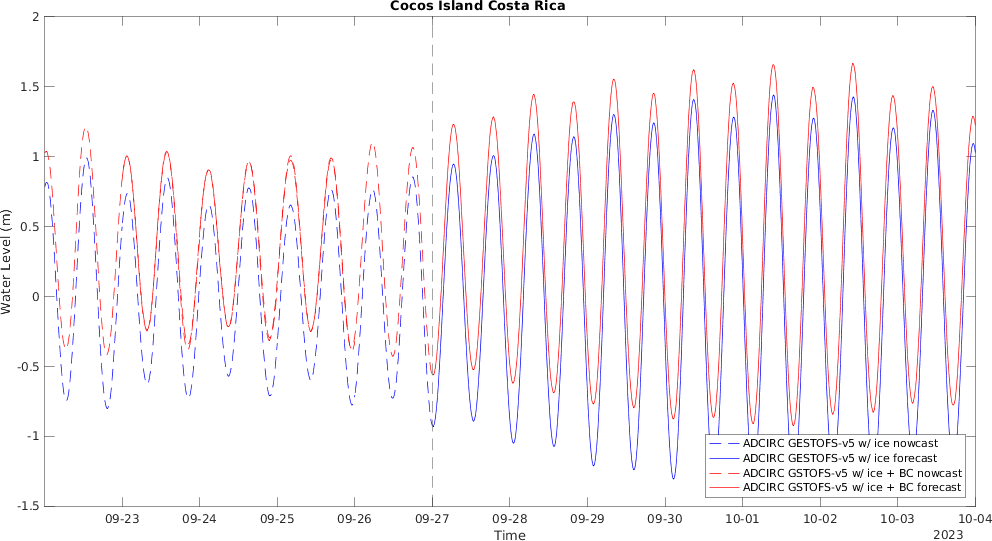 Cocos Island Costa Rica
Water Level (m)
2
1.5
1
0.5
0
-0.5
-1
-1.5
ADCIRC GESTOFS-v5 w/ ice nowcast
ADCIRC GESTOFS-v5 w/ ice forecast
ADCIRC GSTOFS-v5 w/ ice + BC nowcast
ADCIRC GSTOFS-v5 w/ ice + BC forecast
09-23 09-24 09-25 09-26 09-27 09-28 09-29 09-30 10-01 10-02 10-03 10-04
Time
2023